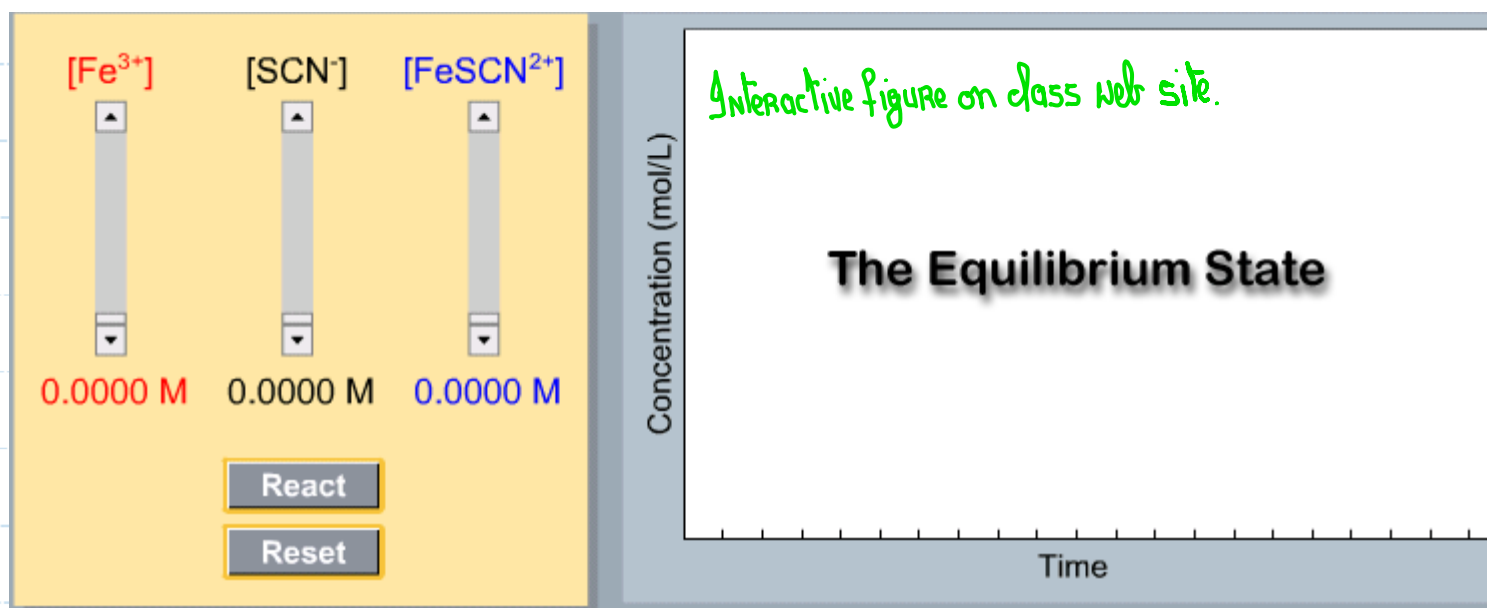 [Fe³⁺] [SCN⁻] [FeSCN²⁺]
0.0000 M 0.0000 M 0.0000 M
React
Reset
Concentration (mol/L)
Interactive figure on class web site.
The Equilibrium State
Time